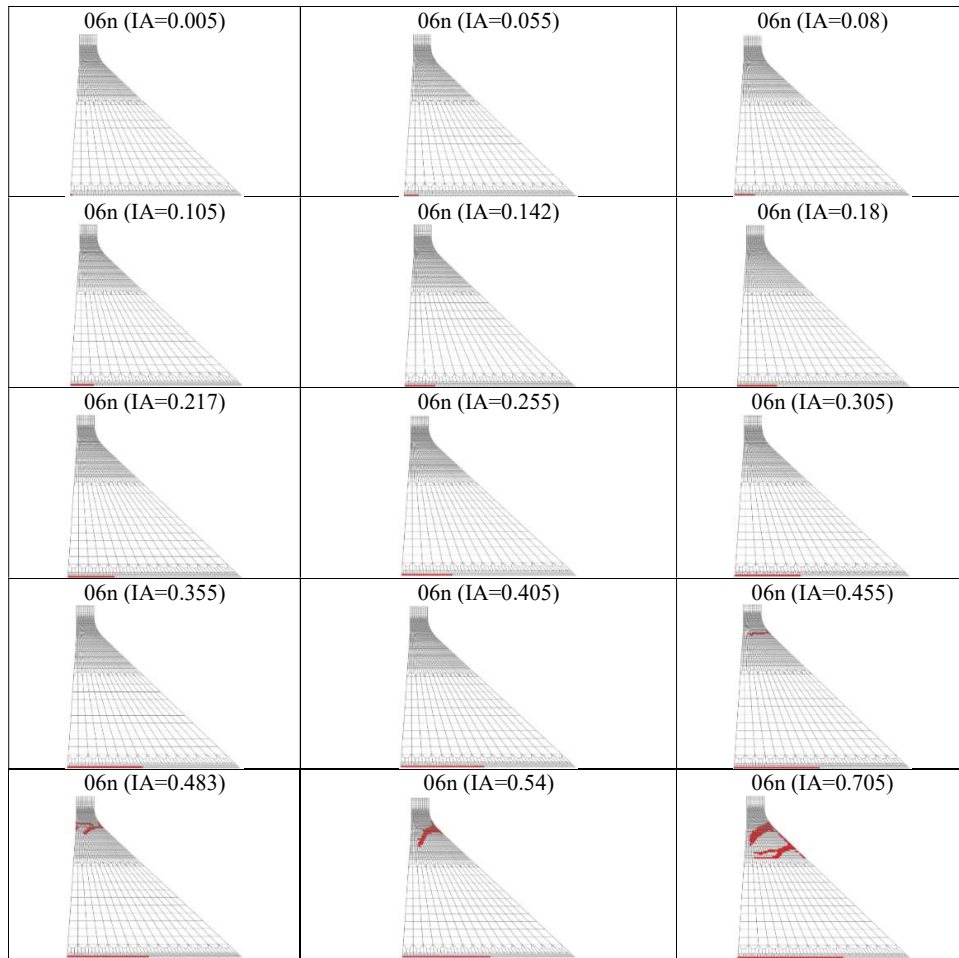 06n (IA=0.005)
06n (IA=0.055)
06n (IA=0.08)
06n (IA=0.105)
06n (IA=0.142)
06n (IA=0.18)
06n (IA=0.217)
06n (IA=0.255)
06n (IA=0.305)
06n (IA=0.355)
06n (IA=0.405)
06n (IA=0.455)
06n (IA=0.483)
06n (IA=0.54)
06n (IA=0.705)